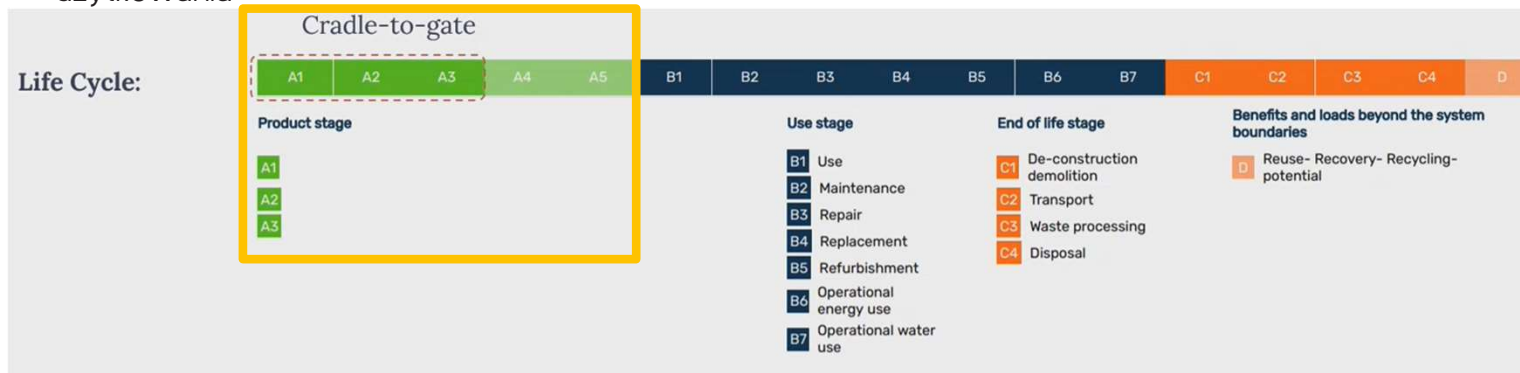 Cradle-to-gate
Life Cycle:
A1 A2 A3 A4 A5 B1 B2 B3 B4 B5 B6 B7 C1 C2 C3 C4 D
Product stage
A1
A2
A3
Use stage
B1 Use
B2 Maintenance
B3 Repair
B4 Replacement
B5 Refurbishment
B6 Operational
energy use
B7 Operational water
use
End of life stage
C1 De-construction
demolition
C2 Transport
C3 Waste processing
C4 Disposal
Benefits and loads beyond the system
boundaries
D Reuse- Recovery- Recycling-
potential